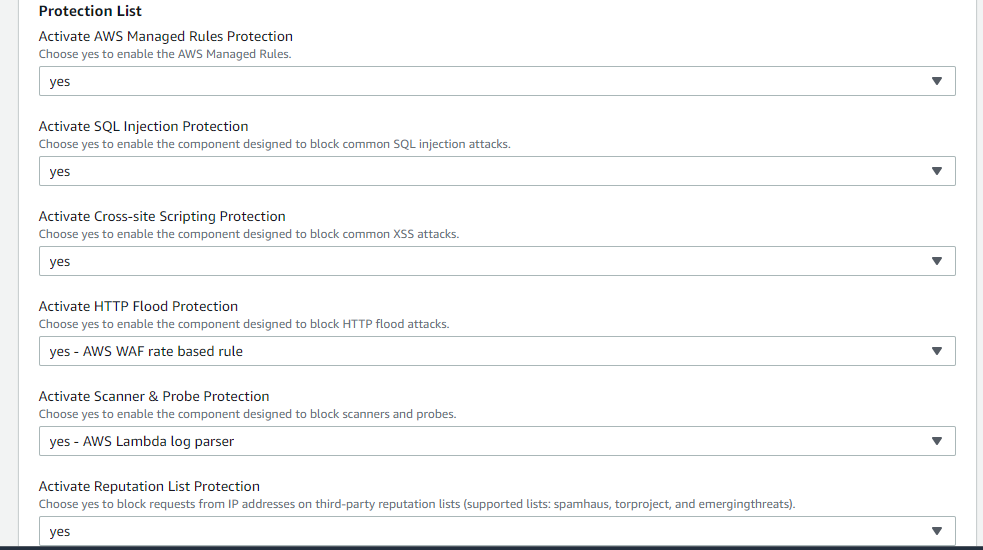 Protection List
Activate AWS Managed Rules Protection
Choose yes to enable the AWS Managed Rules.
yes
Activate SQL Injection Protection
Choose yes to enable the component designed to block common SQL injection attacks.
yes
Activate Cross-site Scripting Protection
Choose yes to enable the component designed to block common XSS attacks.
yes
Activate HTTP Flood Protection
Choose yes to enable the component designed to block HTTP flood attacks.
yes - AWS WAF rate based rule
Activate Scanner & Probe Protection
Choose yes to enable the component designed to block scanners and probes.
yes - AWS Lambda log parser
Activate Reputation List Protection
Choose yes to block requests from IP addresses on third-party reputation lists (supported lists: spamhaus, torproject, and emergingthreats).
yes